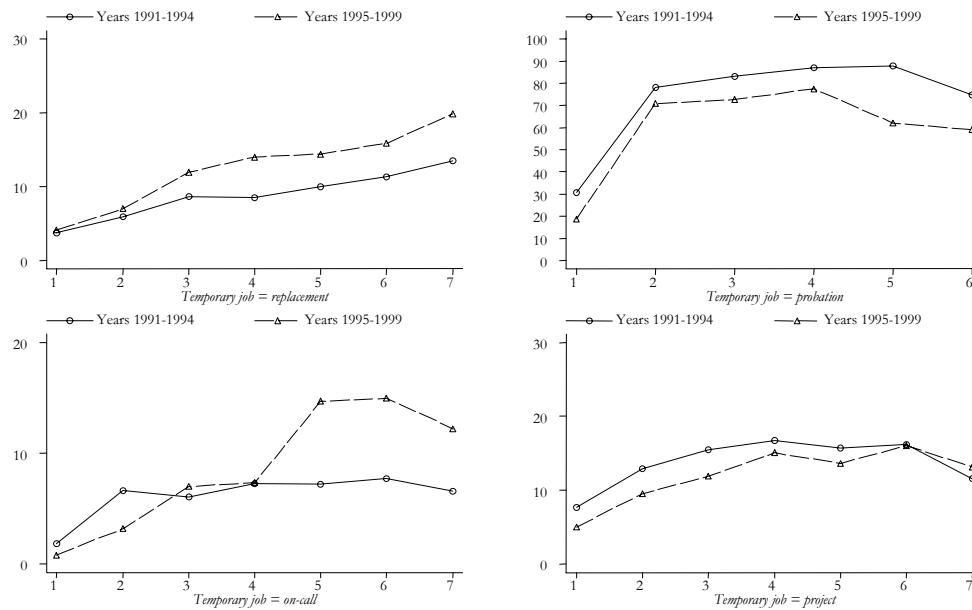 Years 1991-1994 Years 1995-1999
30
20
10
0
1 2 3 4 5 6 7
Temporary job = replacement
Years 1991-1994 Years 1995-1999
100
90
80
70
60
50
40
30
20
10
0
1 2 3 4 5 6
Temporary job = probation
Years 1991-1994 Years 1995-1999
20
10
0
1 2 3 4 5 6 7
Temporary job = on-call
Years 1991-1994 Years 1995-1999
30
20
10
0
1 2 3 4 5 6 7
Temporary job = project